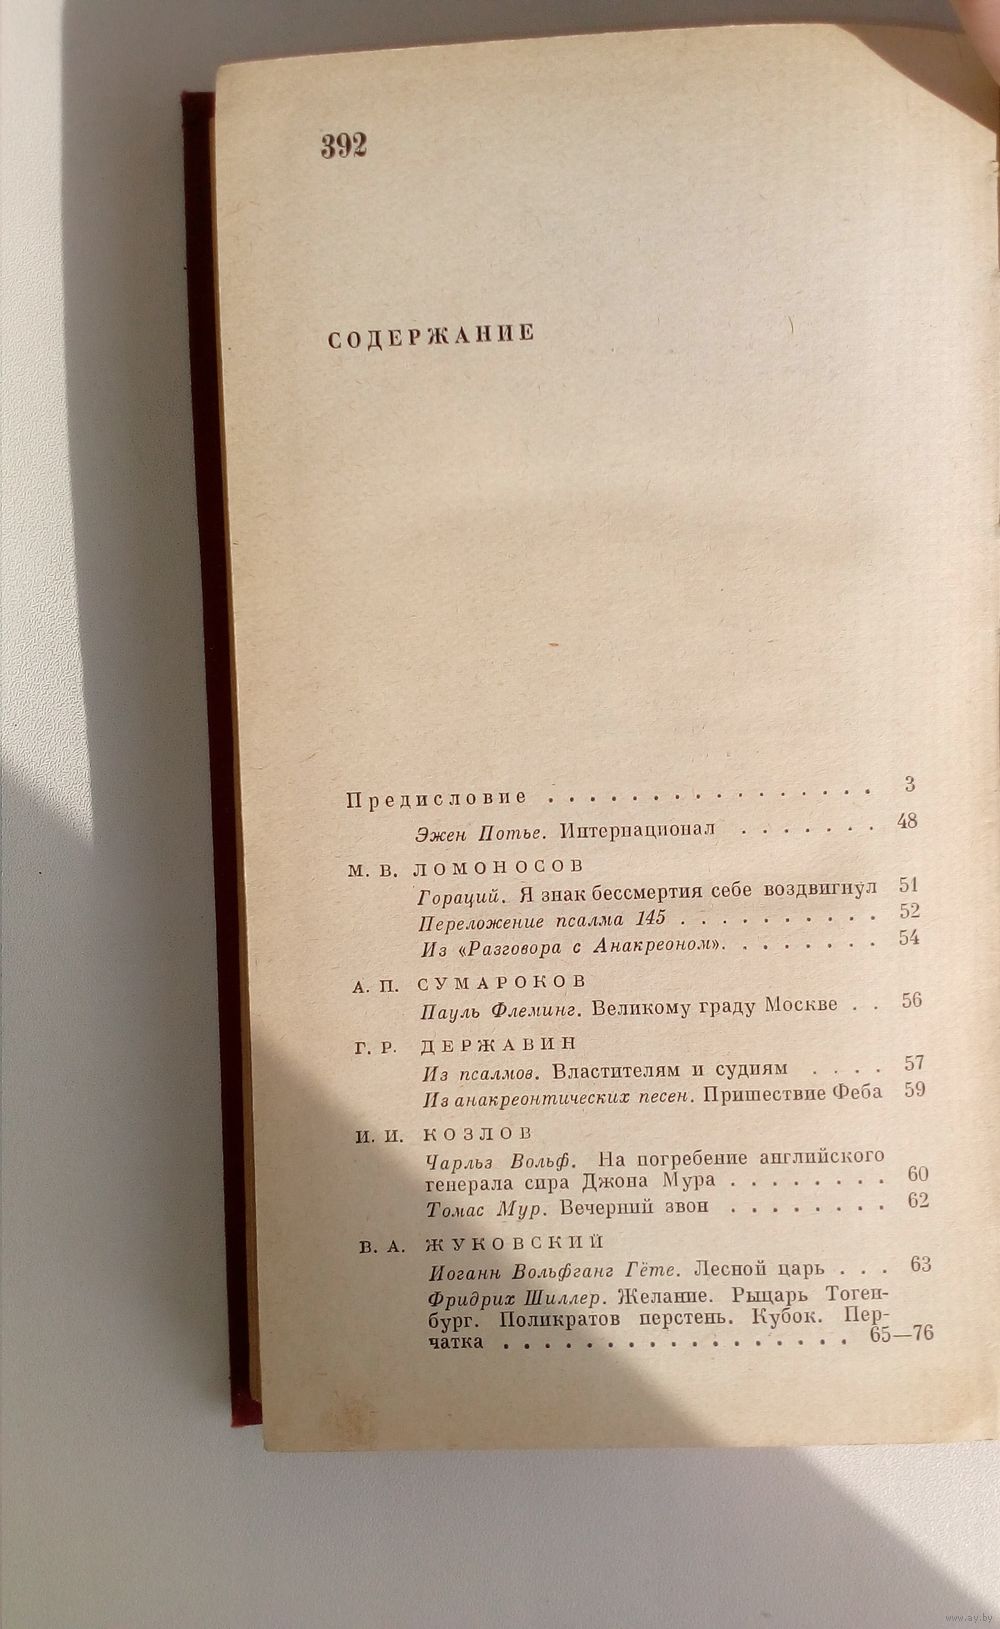 392
СОДЕРЖАНИЕ
Предисловие . . . . . . . . . . . . . . . . 3
Эжен Потье. Интернационал . . . . . . . 48
М. В. ЛОМОНОСОВ
Гораций. Я знак бессмертия себе воздвигнул 51
Переложение псалма 145 . . . . . . . . . . 52
Из «Разговора с Анакреоном». . . . . . . . 54
А. П. СУМАРОКОВ
Пауль Флеминг. Великому граду Москве . . 56
Г. Р. ДЕРЖАВИН
Из псалмов. Властителям и судиям . . . . 57
Из анакреонтических песен. Пришествие Феба 59
И. И. КОЗЛОВ
Чарльз Вольф. На погребение английского
генерала сира Джона Мура . . . . . . . . 60
Томас Мур. Вечерний звон . . . . . . . . 62
В. А. ЖУКОВСКИЙ
Иоганн Вольфганг Гёте. Лесной царь . . . 63
Фридрих Шиллер. Желание. Рыцарь Тоген-
бург. Поликратов перстень. Кубок. Пер-
чатка . . . . . . . . . . . . . . . . . 65—76
www.ay.by